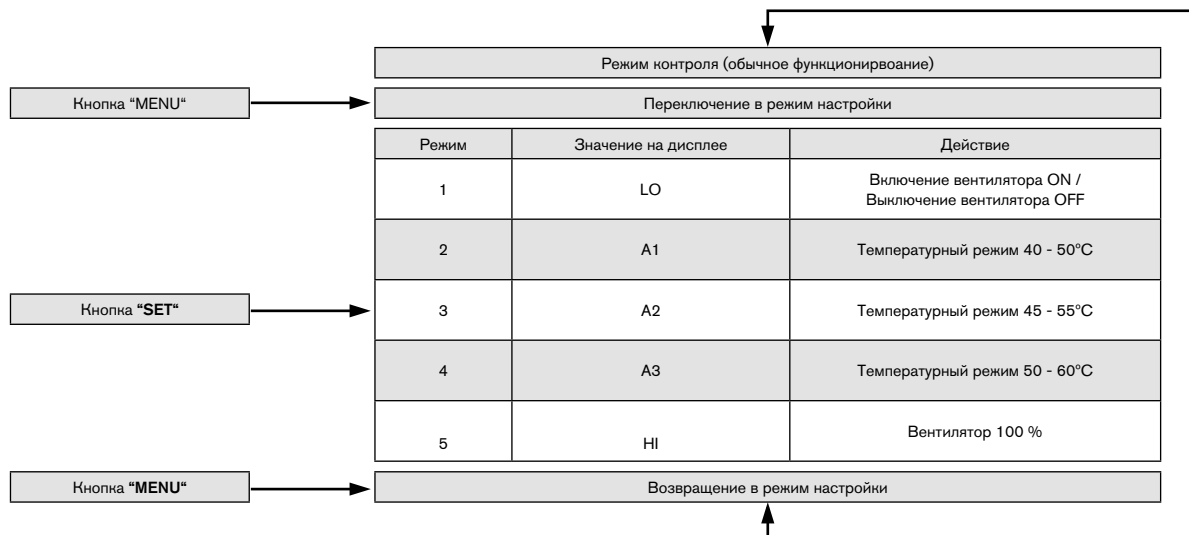 Режим контроля (обычное функционирвоание)
Кнопка “MENU“
Переключение в режим настройки
Режим Значение на дисплее Действие
1 LO Включение вентилятора ON /
Выключение вентилятора OFF
2 A1 Температурный режим 40 - 50°C
Кнопка “SET“
3 A2 Температурный режим 45 - 55°C
4 A3 Температурный режим 50 - 60°C
5 HI Вентилятор 100 %
Кнопка “MENU“
Возвращение в режим настройки